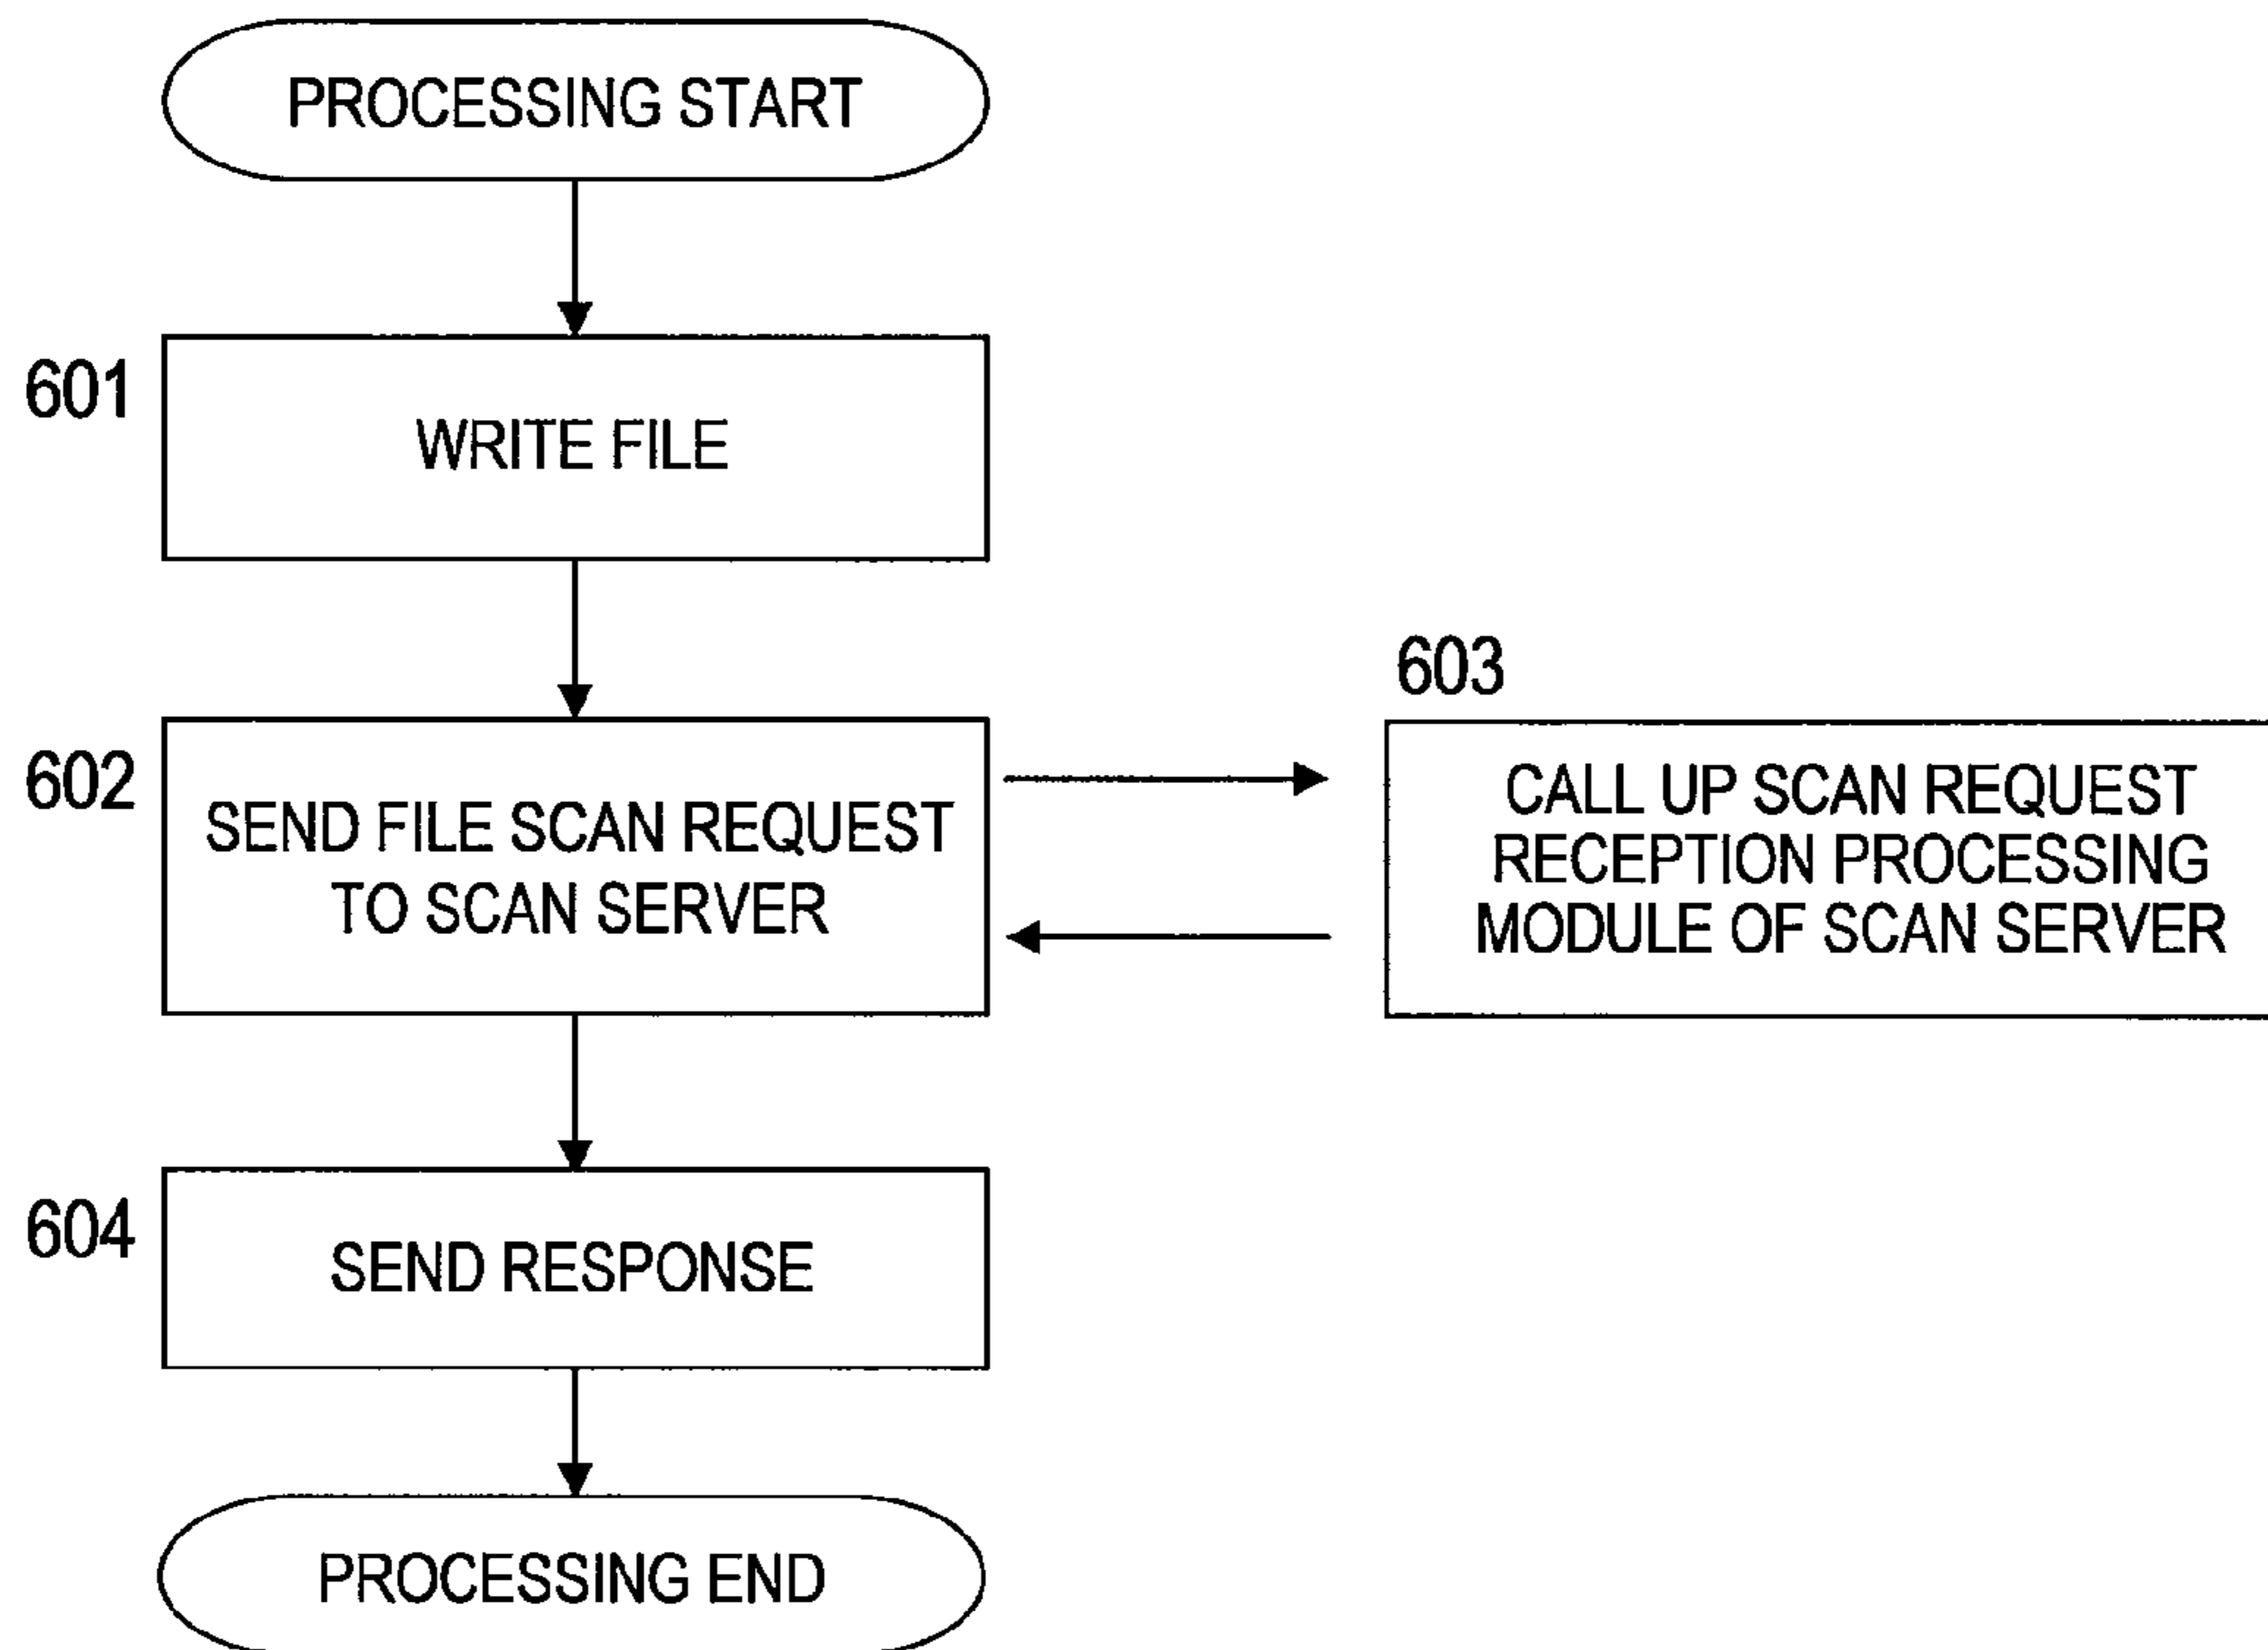 PROCESSING START
601
WRITE FILE
602
SEND FILE SCAN REQUEST
TO SCAN SERVER
603
CALL UP SCAN REQUEST
RECEPTION PROCESSING
MODULE OF SCAN SERVER
604
SEND RESPONSE
PROCESSING END